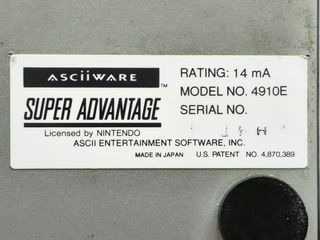 ASCIIWARE™
SUPER ADVANTAGE
Licensed by NINTENDO
RATING: 14 mA
MODEL NO. 4910E
SERIAL NO.
ASCII ENTERTAINMENT SOFTWARE, INC.
MADE IN JAPAN U.S. PATENT NO. 4,870,389